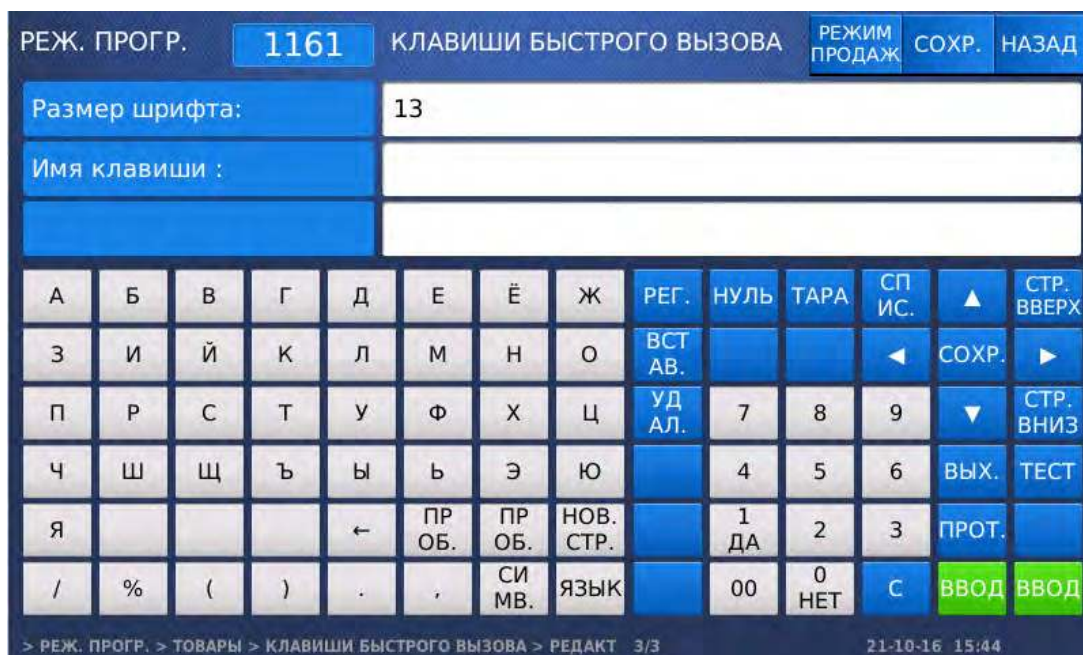 РЕЖ. ПРОГР. 1161 КЛАВИШИ БЫСТРОГО ВЫЗОВА РЕЖИМ ПРОДАЖ СОХР. НАЗАД
Размер шрифта: 13
Имя клавиши :
А Б В Г Д Е Ё Ж РЕГ. НУЛЬ ТАРА СП ИС. ▲ СТР. ВВЕРХ
З И Й К Л М Н О ВСТ АВ. ◄ СОХР. ►
П Р С Т У Ф Х Ц УД АЛ. 7 8 9 ▼ СТР. ВНИЗ
Ч Ш Щ Ъ Ы Ь Э Ю 4 5 6 ВЫХ. ТЕСТ
Я ← ПР ОБ. ПР ОБ. НОВ. СТР. 1 ДА 2 3 ПРОТ.
/ % ( ) . , СИ МВ. ЯЗЫК 00 0 НЕТ С ВВОД ВВОД
> РЕЖ. ПРОГР. > ТОВАРЫ > КЛАВИШИ БЫСТРОГО ВЫЗОВА > РЕДАКТ 3/3 21-10-16 15:44